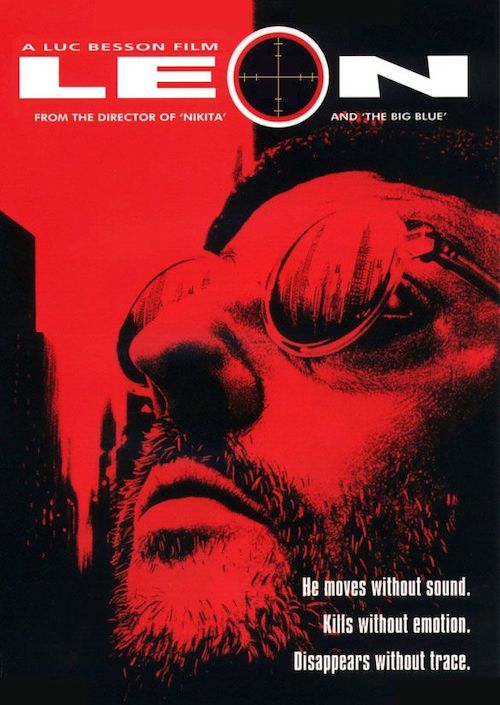 A LUC BESSON FILM
LEON
FROM THE DIRECTOR OF 'NIKITA' AND 'THE BIG BLUE'
He moves without sound.
Kills without emotion.
Disappears without trace.